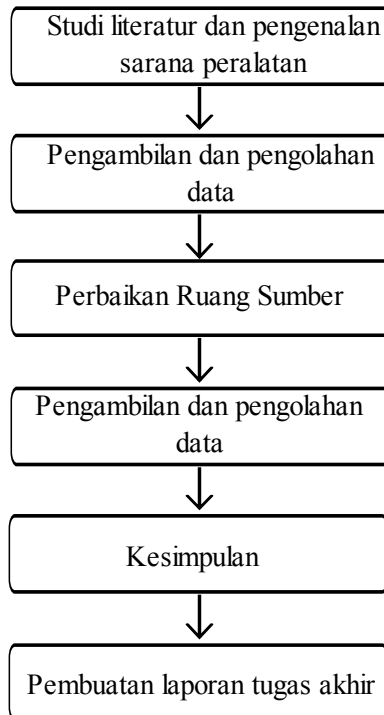 Studi literatur dan pengenalan
sarana peralatan
Pengambilan dan pengolahan
data
Perbaikan Ruang Sumber
Pengambilan dan pengolahan
data
Kesimpulan
Pembuatan laporan tugas akhir